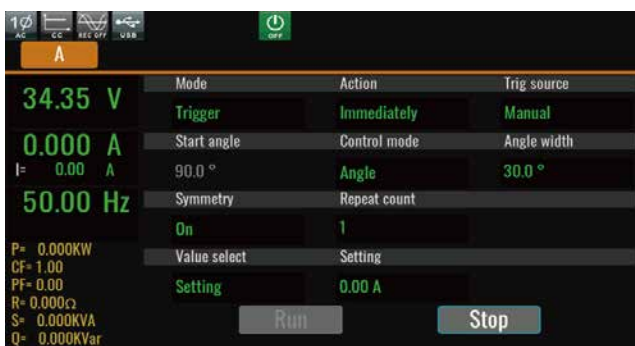 1Ø
AC CC REC OFF USB OFF
A
34.35 V
0.000 A
I= 0.00 A
50.00 Hz
P= 0.000KW
CF= 1.00
PF= 0.00
R= 0.000Ω
S= 0.000KVA
Q= 0.000KVar
Mode Action Trig source
Trigger Immediately Manual
Start angle Control mode Angle width
90.0 ° Angle 30.0 °
Symmetry Repeat count
On 1
Value select Setting
Setting 0.00 A
Run Stop